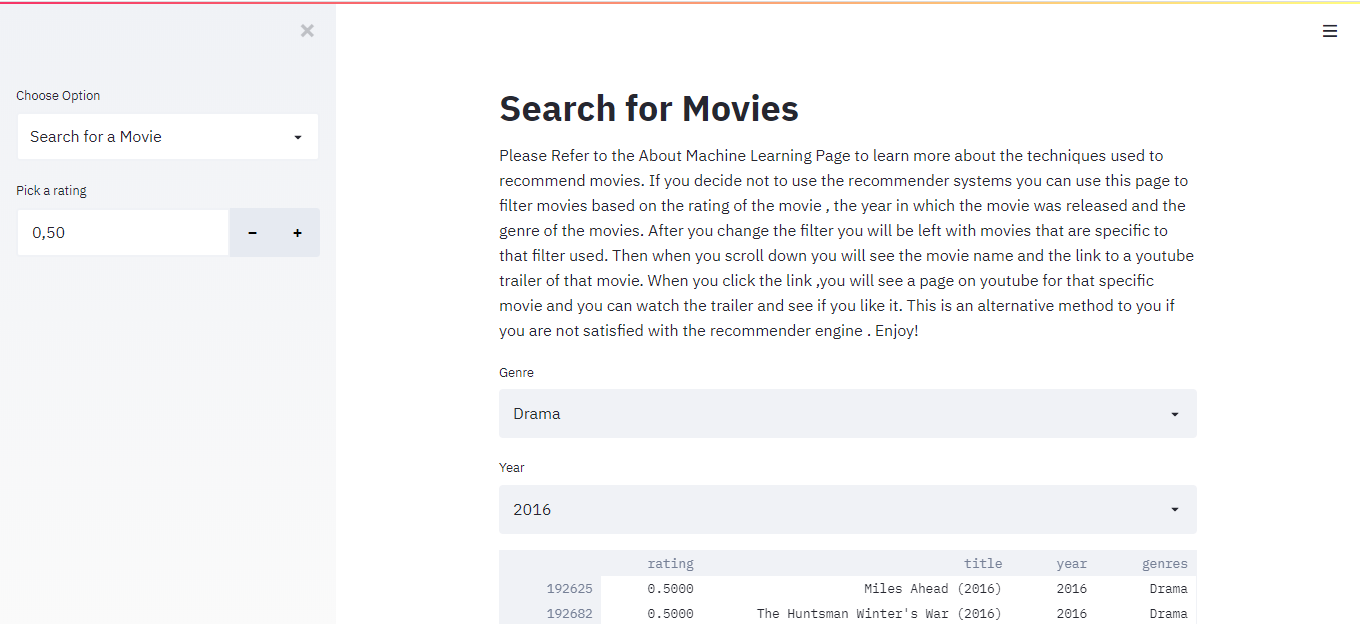 Choose Option
Search for a Movie
Pick a rating
0,50
Search for Movies
Please Refer to the About Machine Learning Page to learn more about the techniques used to
recommend movies. If you decide not to use the recommender systems you can use this page to
filter movies based on the rating of the movie , the year in which the movie was released and the
genre of the movies. After you change the filter you will be left with movies that are specific to
that filter used. Then when you scroll down you will see the movie name and the link to a youtube
trailer of that movie. When you click the link ,you will see a page on youtube for that specific
movie and you can watch the trailer and see if you like it. This is an alternative method to you if
you are not satisfied with the recommender engine . Enjoy!
Genre
Drama
Year
2016
rating title year genres
192625 0.5000 Miles Ahead (2016) 2016 Drama
192682 0.5000 The Huntsman Winter's War (2016) 2016 Drama